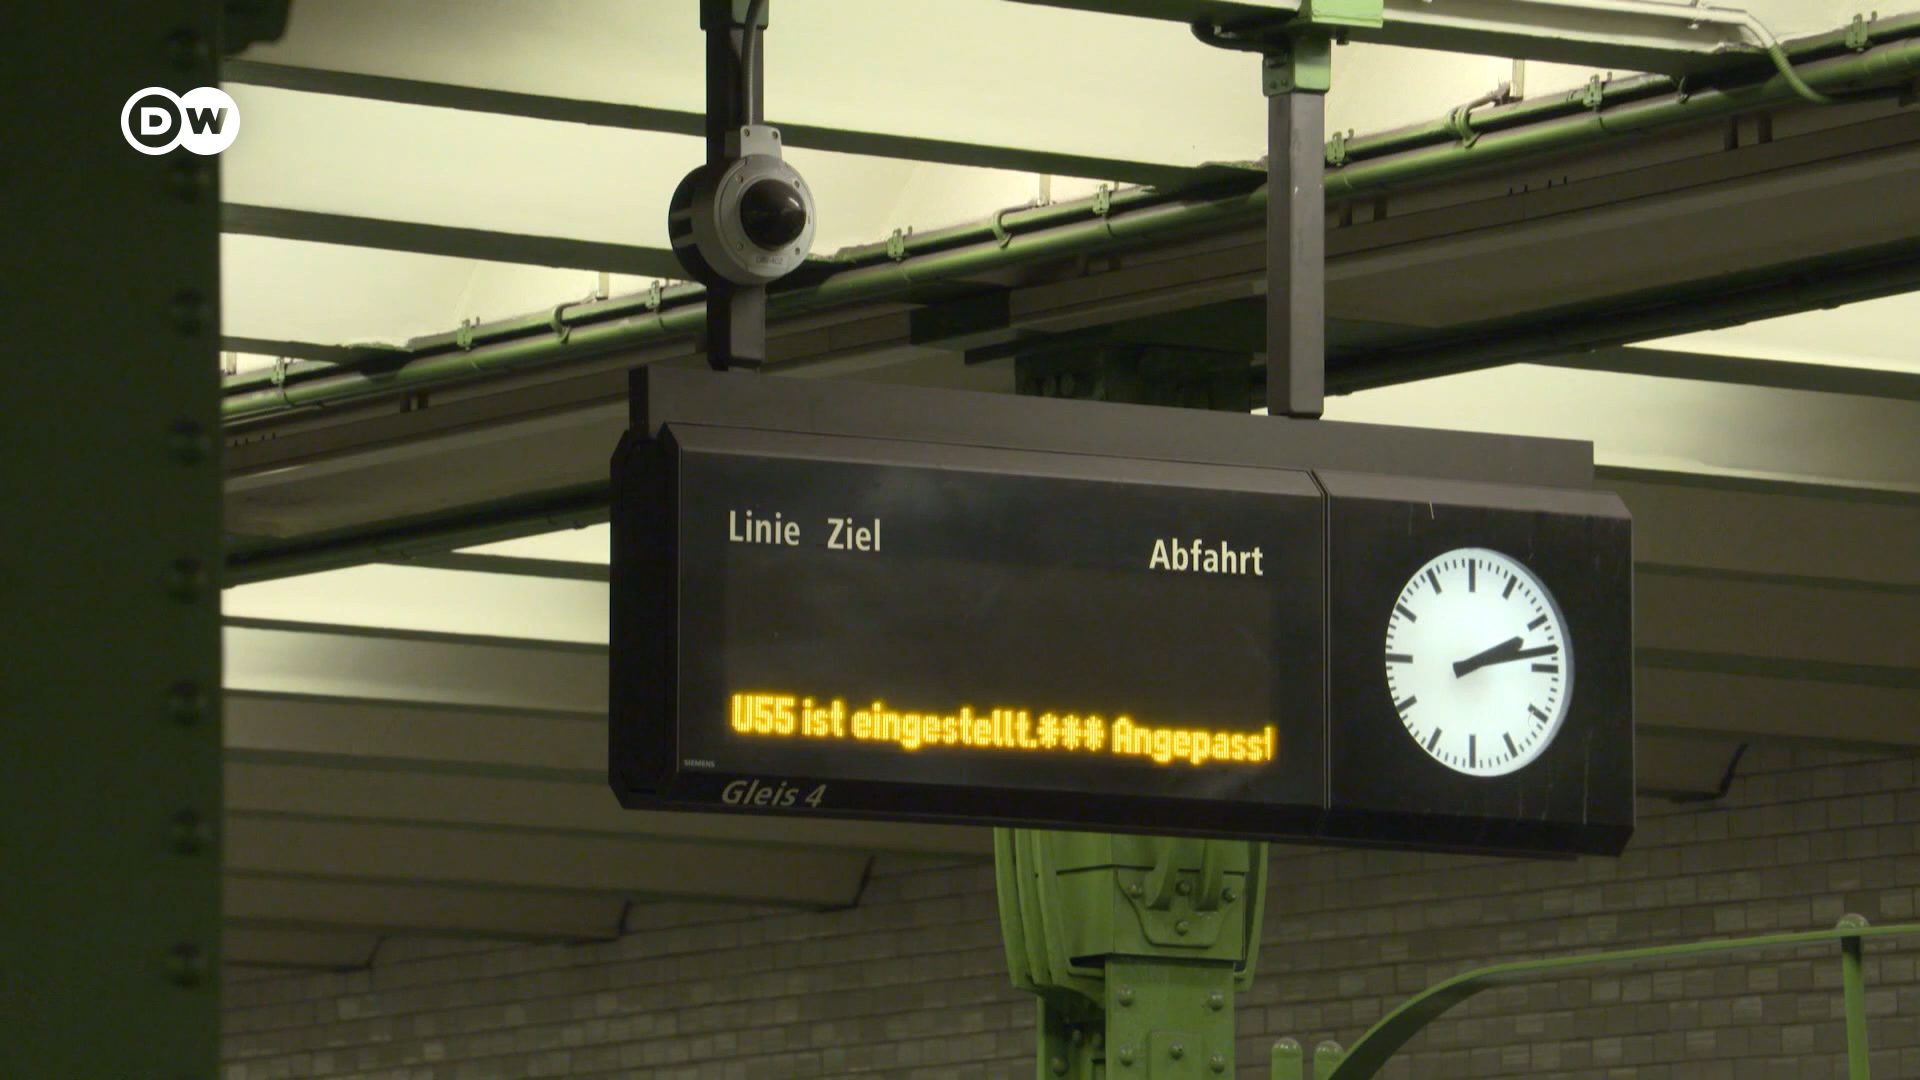 DW
Linie Ziel Abfahrt
U55 ist eingestellt.*** Angepasst
SIEMENS
Gleis 4